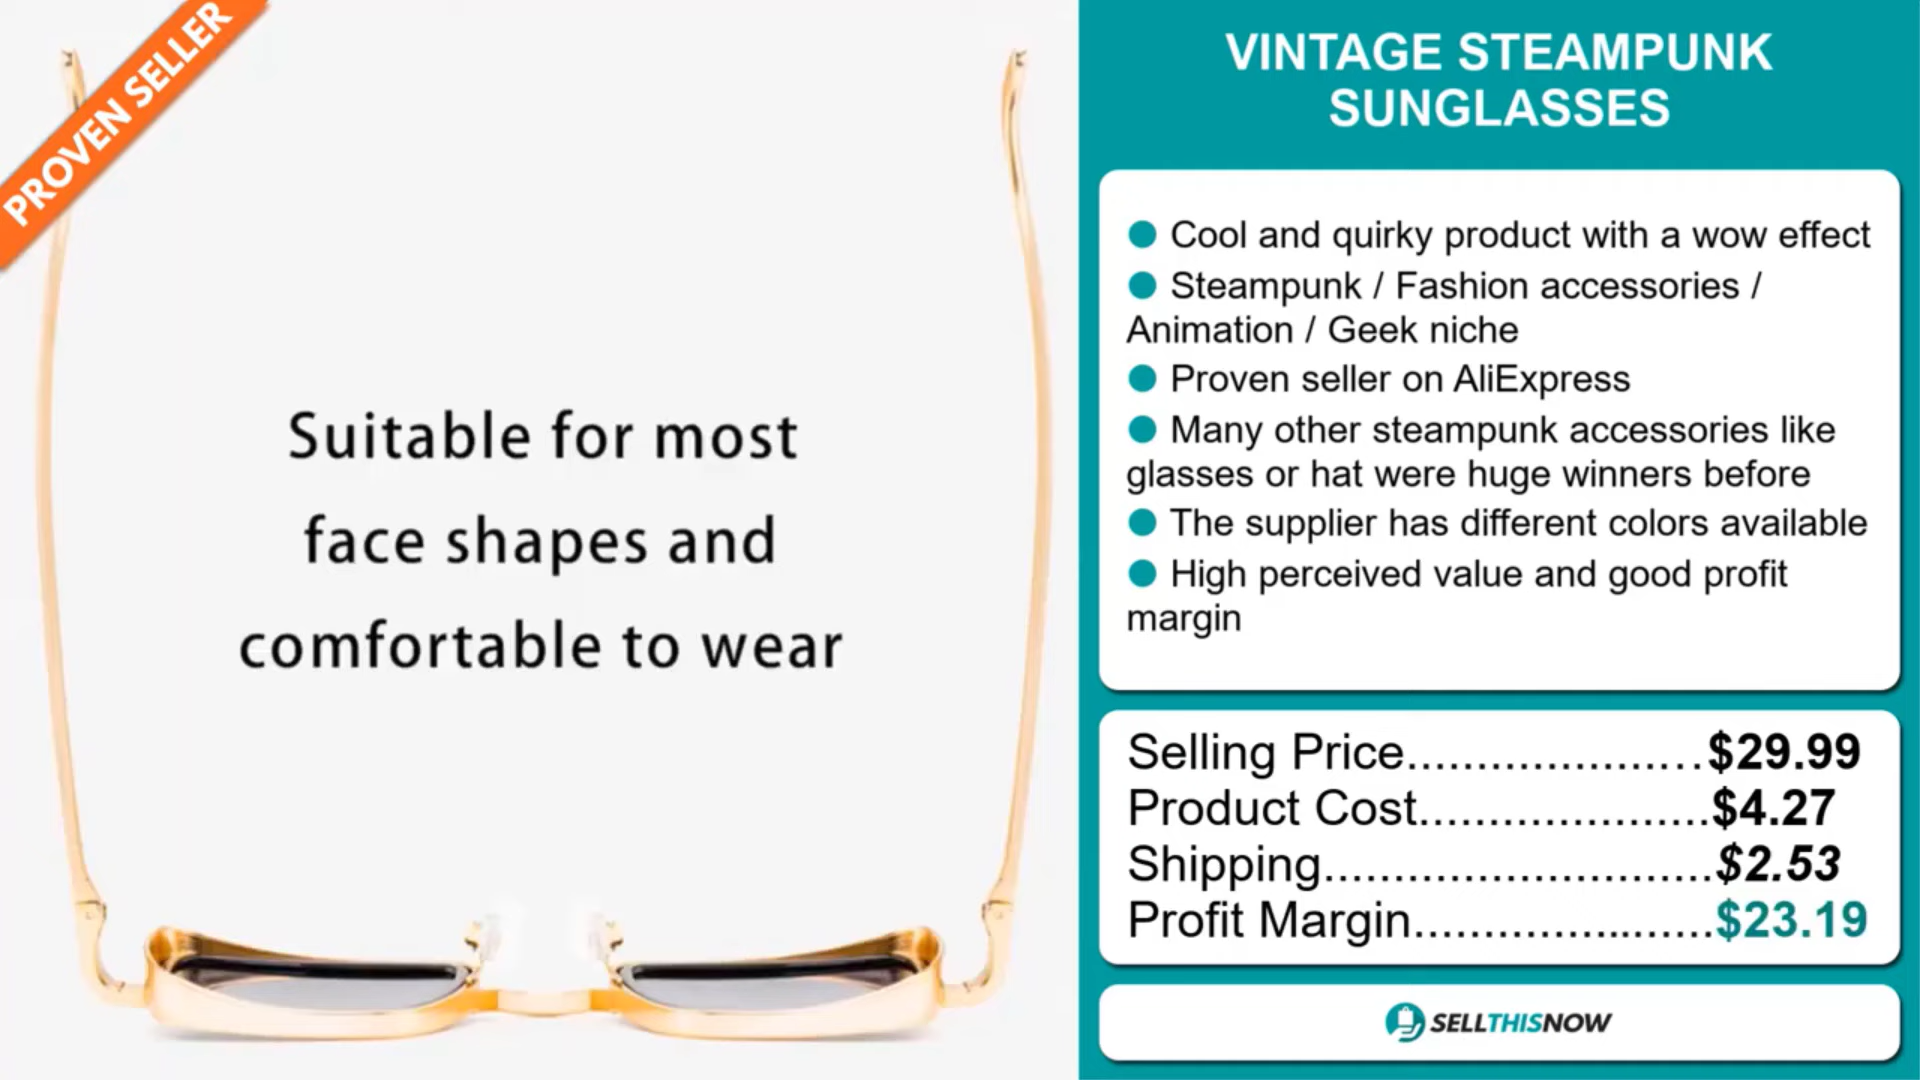 PROVEN SELLER
Suitable for most
face shapes and
comfortable to wear
VINTAGE STEAMPUNK
SUNGLASSES
● Cool and quirky product with a wow effect
● Steampunk / Fashion accessories /
Animation / Geek niche
● Proven seller on AliExpress
● Many other steampunk accessories like
glasses or hat were huge winners before
● The supplier has different colors available
● High perceived value and good profit
margin
Selling Price.....................$29.99
Product Cost.....................$4.27
Shipping............................$2.53
Profit Margin......................$23.19
SELLTHISNOW